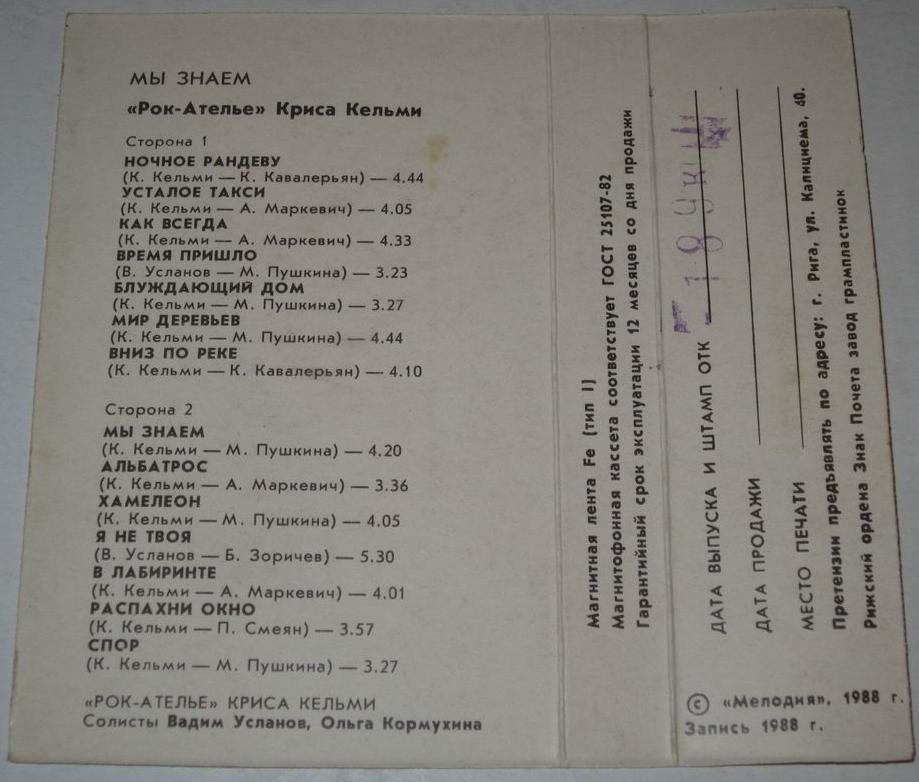 МЫ ЗНАЕМ
«Рок-Ателье» Криса Кельми
Сторона 1
НОЧНОЕ РАНДЕВУ
(К. Кельми — К. Кавалерьян) — 4.44
УСТАЛОЕ ТАКСИ
(К. Кельми — А. Маркевич) — 4.05
КАК ВСЕГДА
(К. Кельми — А. Маркевич) — 4.33
ВРЕМЯ ПРИШЛО
(В. Усланов — М. Пушкина) — 3.23
БЛУЖДАЮЩИЙ ДОМ
(К. Кельми — М. Пушкина) — 3.27
МИР ДЕРЕВЬЕВ
(К. Кельми — М. Пушкина) — 4.44
ВНИЗ ПО РЕКЕ
(К. Кельми — К. Кавалерьян) — 4.10
Сторона 2
МЫ ЗНАЕМ
(К. Кельми — М. Пушкина) — 4.20
АЛЬБАТРОС
(К. Кельми — А. Маркевич) — 3.36
ХАМЕЛЕОН
(К. Кельми — М. Пушкина) — 4.05
Я НЕ ТВОЯ
(В. Усланов — Б. Зоричев) — 5.30
В ЛАБИРИНТЕ
(К. Кельми — А. Маркевич) — 4.01
РАСПАХНИ ОКНО
(К. Кельми — П. Смеян) — 3.57
СПОР
(К. Кельми — М. Пушкина) — 3.27
«РОК-АТЕЛЬЕ» КРИСА КЕЛЬМИ
Солисты Вадим Усланов, Ольга Кормухина
Магнитная лента Fe (тип I)
Магнитофонная кассета соответствует ГОСТ 25107-82
Гарантийный срок эксплуатации 12 месяцев со дня продажи
ДАТА ВЫПУСКА И ШТАМП ОТК
ДАТА ПРОДАЖИ
МЕСТО ПЕЧАТИ
Претензии предъявлять по адресу: г. Рига, ул. Капнциема, 40.
Рижский ордена Знак Почета завод грампластинок
© «Мелодия», 1988 г.
Запись 1988 г.